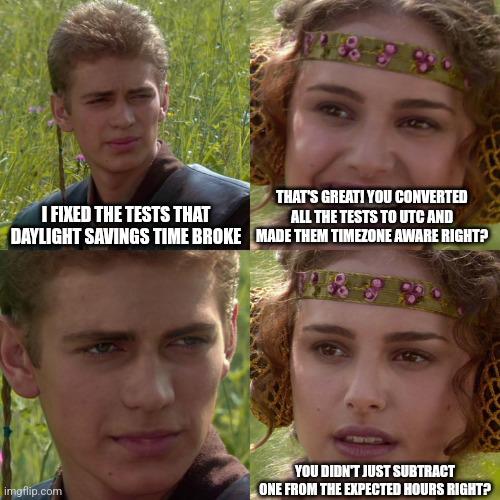 I FIXED THE TESTS THAT
DAYLIGHT SAVINGS TIME BROKE
THAT'S GREAT! YOU CONVERTED
ALL THE TESTS TO UTC AND
MADE THEM TIMEZONE AWARE RIGHT?
YOU DIDN'T JUST SUBTRACT
ONE FROM THE EXPECTED HOURS RIGHT?
imgflip.com